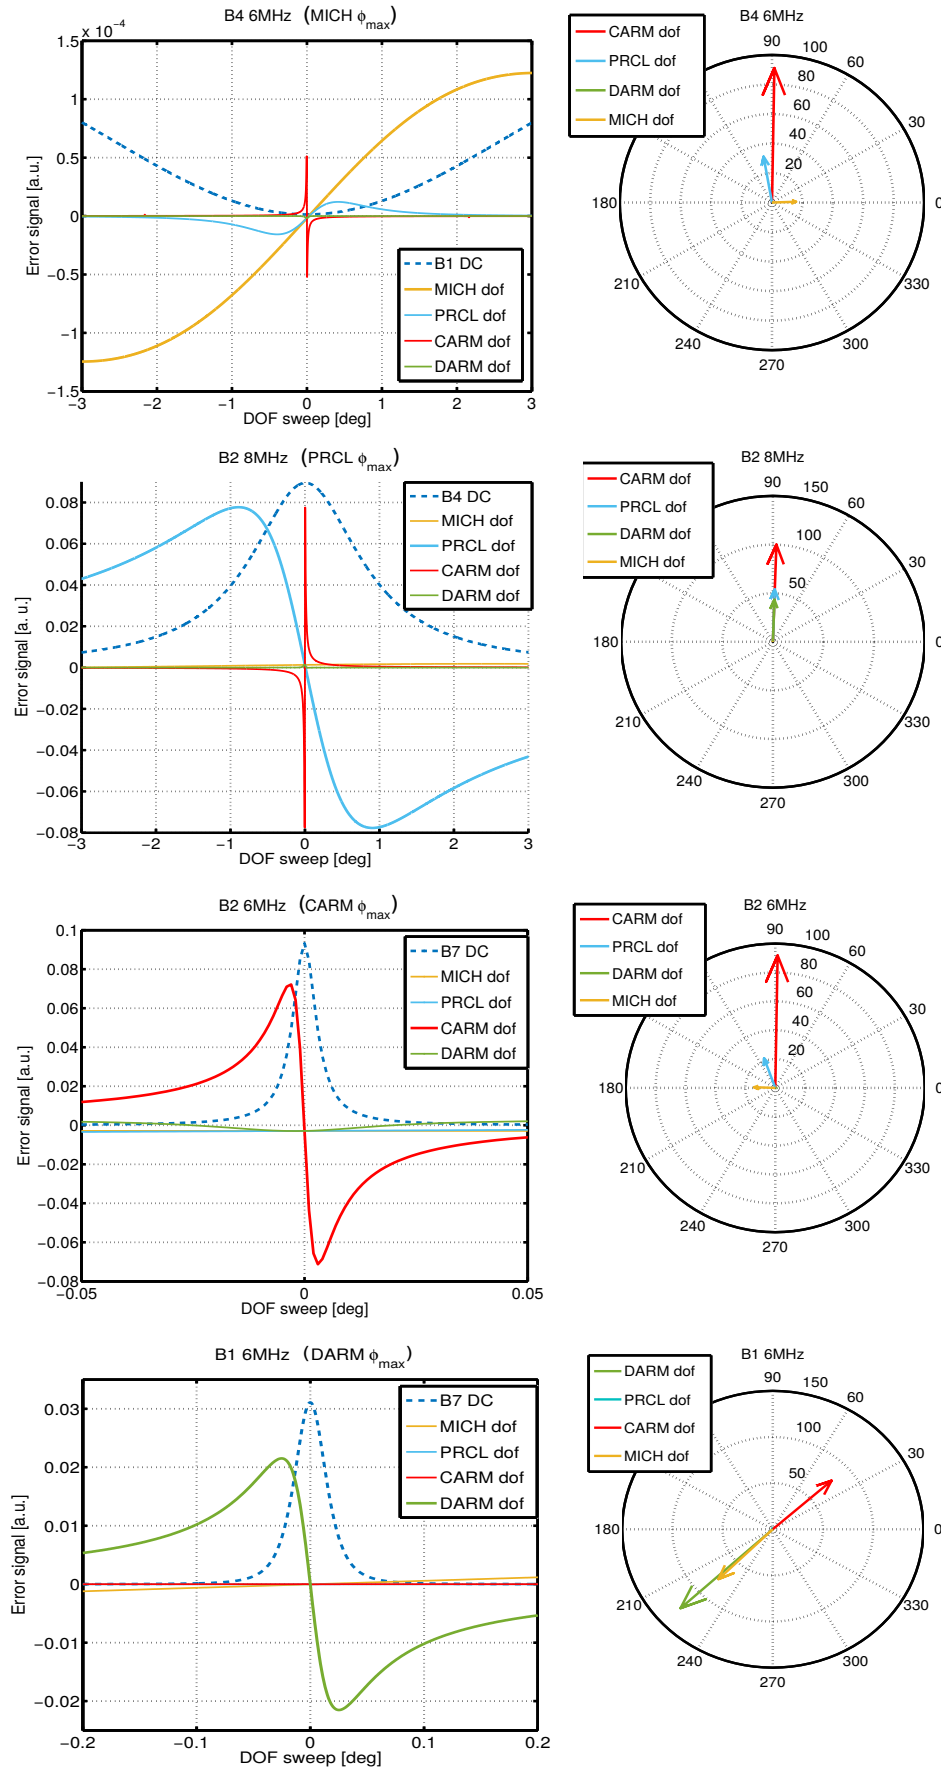 B4 6MHz (MICH ϕmax)
× 10−4
1.5
1
0.5
0
−0.5
−1
−1.5
Error signal [a.u.]
B1 DC
MICH dof
PRCL dof
CARM dof
DARM dof
−3 −2 −1 0 1 2 3
DOF sweep [deg]
B4 6MHz
CARM dof
PRCL dof
DARM dof
MICH dof
90 100
80
60
40
20
60
30
0
330
300
270
240
210
180
B2 8MHz (PRCL ϕmax)
0.08
0.06
0.04
0.02
0
−0.02
−0.04
−0.06
−0.08
Error signal [a. u.]
B4 DC
MICH dof
PRCL dof
CARM dof
DARM dof
−3 −2 −1 0 1 2 3
DOF sweep [deg]
B2 8MHz
CARM dof
PRCL dof
DARM dof
MICH dof
90 150
100
50
60
30
0
330
300
270
240
210
180
B2 6MHz (CARM ϕmax)
0.1
0.08
0.06
0.04
0.02
0
−0.02
−0.04
−0.06
−0.08
Error signal [a.u.]
B7 DC
MICH dof
PRCL dof
CARM dof
DARM dof
-0.05 0 0.05
DOF sweep [deg]
B2 6MHz
CARM dof
PRCL dof
DARM dof
MICH dof
90 100
80
60
40
20
60
30
0
330
300
270
240
210
180
B1 6MHz (DARM ϕmax)
0.03
0.02
0.01
0
−0.01
−0.02
Error signal [a.u.]
B7 DC
MICH dof
PRCL dof
CARM dof
DARM dof
−0.2 −0.1 0 0.1 0.2
DOF sweep [deg]
B1 6MHz
DARM dof
PRCL dof
CARM dof
MICH dof
90 150
100
50
60
30
0
330
300
270
240
210
180